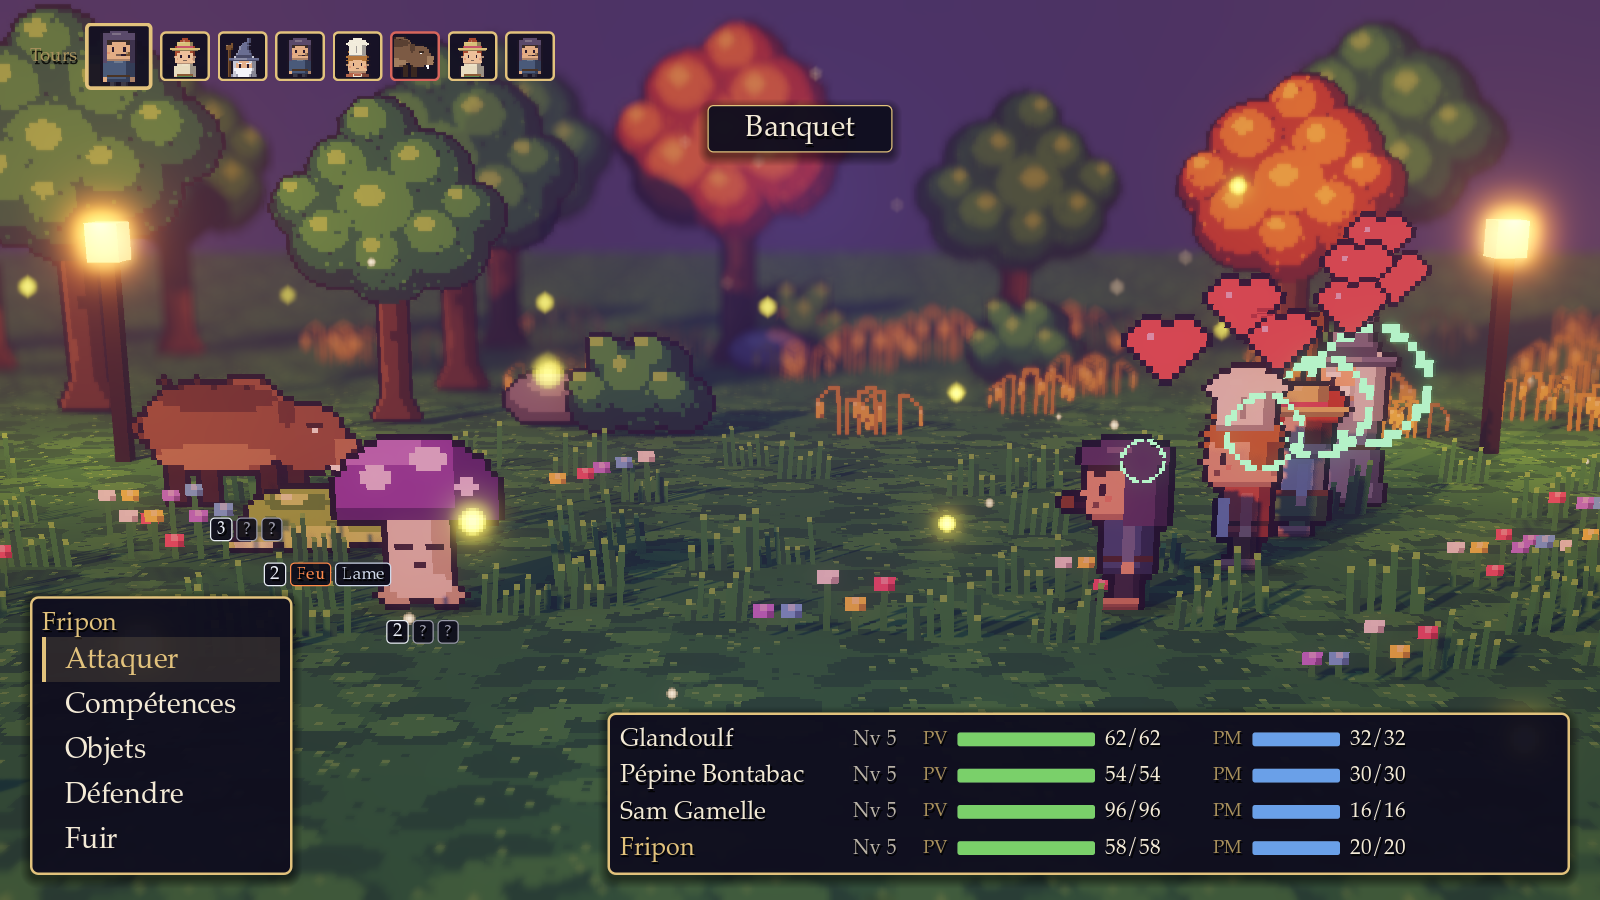 Tours
Banquet
3 ? ?
2 Feu Lame
2 ? ?
Fripon
Attaquer
Compétences
Objets
Défendre
Fuir
Glandoulf Nv 5 PV 62/62 PM 32/32
Pépine Bontabac Nv 5 PV 54/54 PM 30/30
Sam Gamelle Nv 5 PV 96/96 PM 16/16
Fripon Nv 5 PV 58/58 PM 20/20